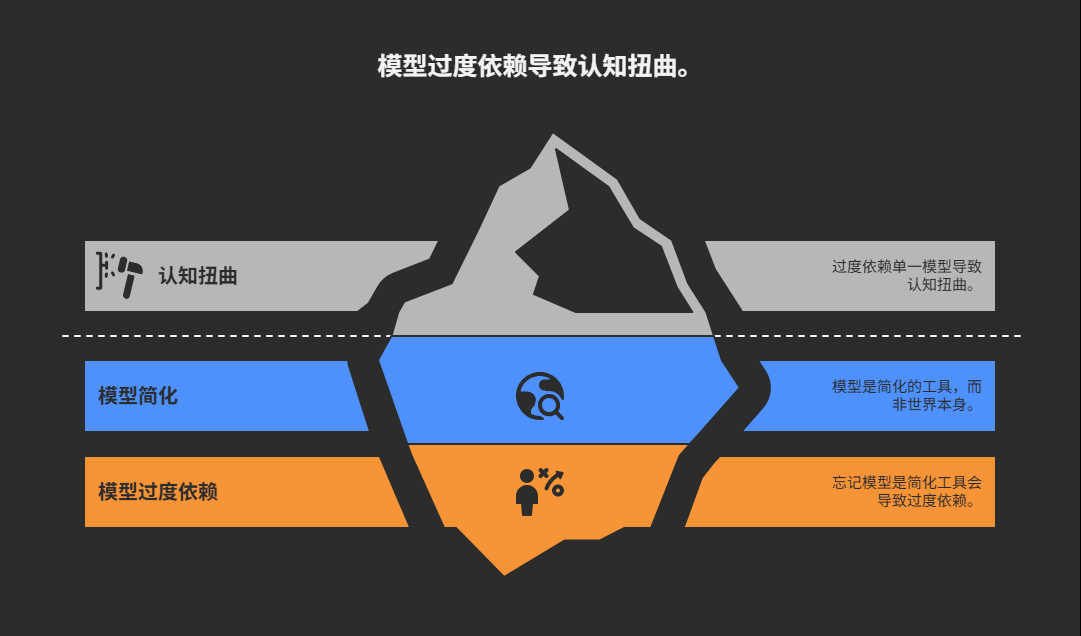 模型过度依赖导致认知扭曲。
认知扭曲
过度依赖单一模型导致
认知扭曲。
模型简化
模型是简化的工具，而
非世界本身。
模型过度依赖
忘记模型是简化工具会
导致过度依赖。